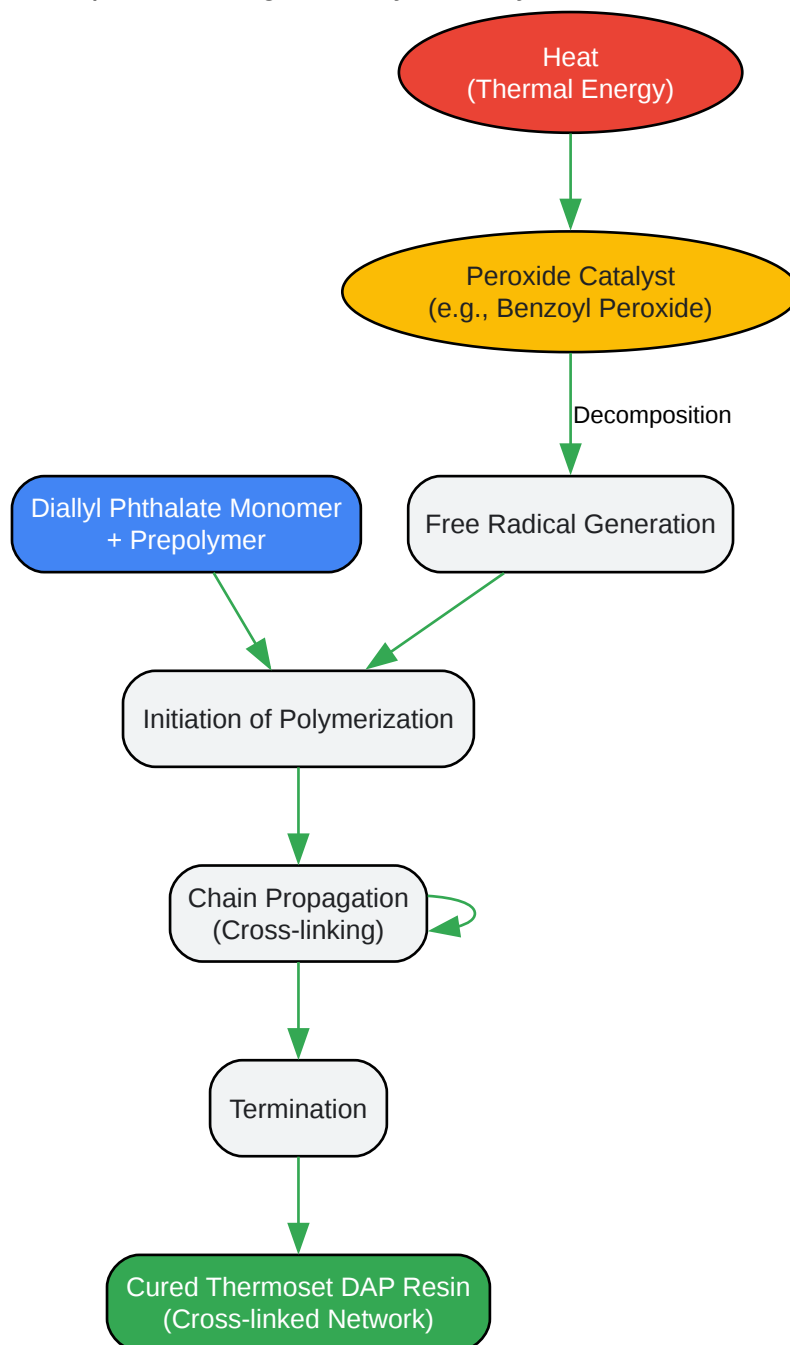 Heat
(Thermal Energy)
Peroxide Catalyst
(e.g., Benzoyl Peroxide)
Decomposition
Diallyl Phthalate Monomer
+ Prepolymer
Free Radical Generation
Initiation of Polymerization
Chain Propagation
(Cross-linking)
Termination
Cured Thermoset DAP Resin
(Cross-linked Network)